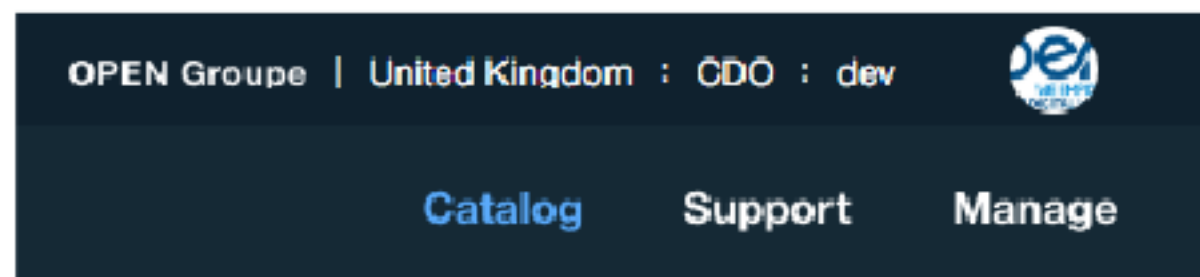 OPEN Groupe | United Kingdom : CDO : dev
Catalog Support Manage